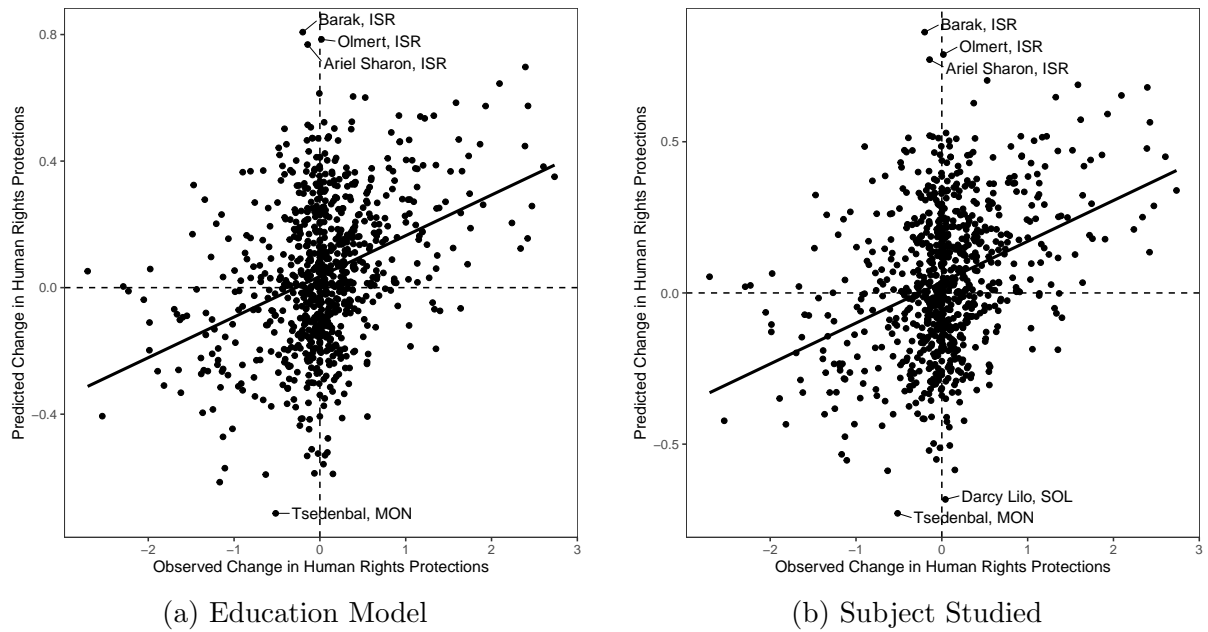 Barak, ISR
Olmert, ISR
Ariel Sharon, ISR
Tsedenbal, MON
0.8
0.4
0.0
−0.4
−2
−1
0
1
2
3
Predicted Change in Human Rights Protections
Observed Change in Human Rights Protections
(a) Education Model
Barak, ISR
Olmert, ISR
Ariel Sharon, ISR
Darcy Lilo, SOL
Tsedenbal, MON
0.5
0.0
−0.5
−2
−1
0
1
2
3
Predicted Change in Human Rights Protections
Observed Change in Human Rights Protections
(b) Subject Studied